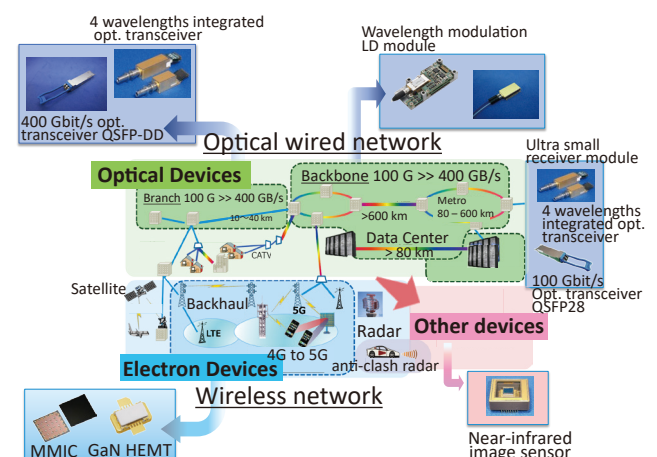 4 wavelengths integrated
opt. transceiver
400 Gbit/s opt.
transceiver QSFP-DD
Wavelength modulation
LD module
Optical wired network
Ultra small
receiver module
4 wavelengths
integrated opt.
transceiver
100 Gbit/s
Opt. transceiver
QSFP28
Optical Devices
Backbone 100 G >> 400 GB/s
Branch 100 G >> 400 GB/s
10～40 km
>600 km
Metro
80 – 600 km
CATV
Data Center
> 80 km
Satellite
Backhaul
LTE
5G
4G to 5G
Radar
anti-clash radar
Other devices
Electron Devices
Wireless network
MMIC
GaN HEMT
Near-infrared
image sensor